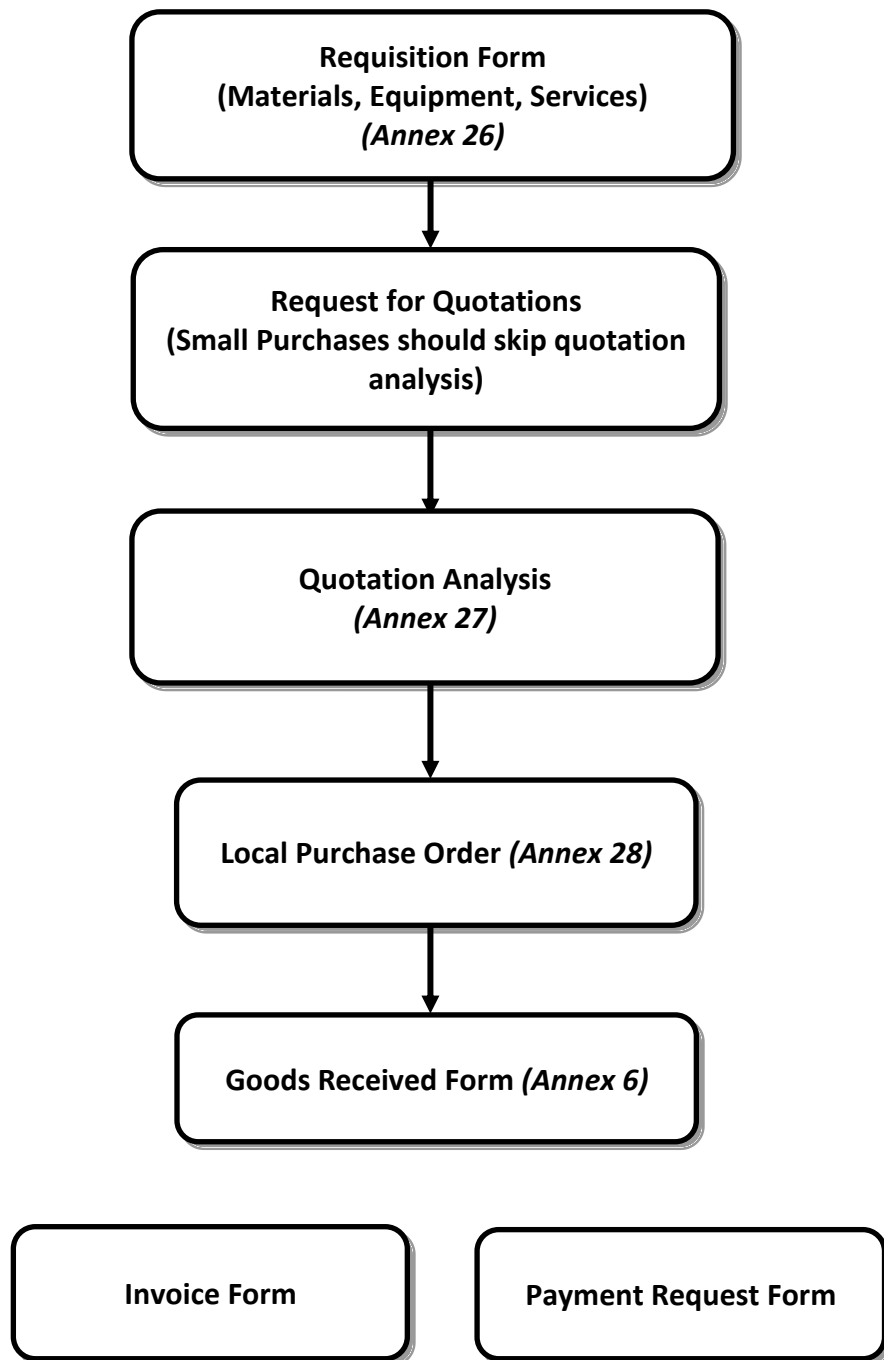 Requisition Form
(Materials, Equipment, Services)
(Annex 26)
Request for Quotations
(Small Purchases should skip quotation
analysis)
Quotation Analysis
(Annex 27)
Local Purchase Order (Annex 28)
Goods Received Form (Annex 6)
Invoice Form
Payment Request Form